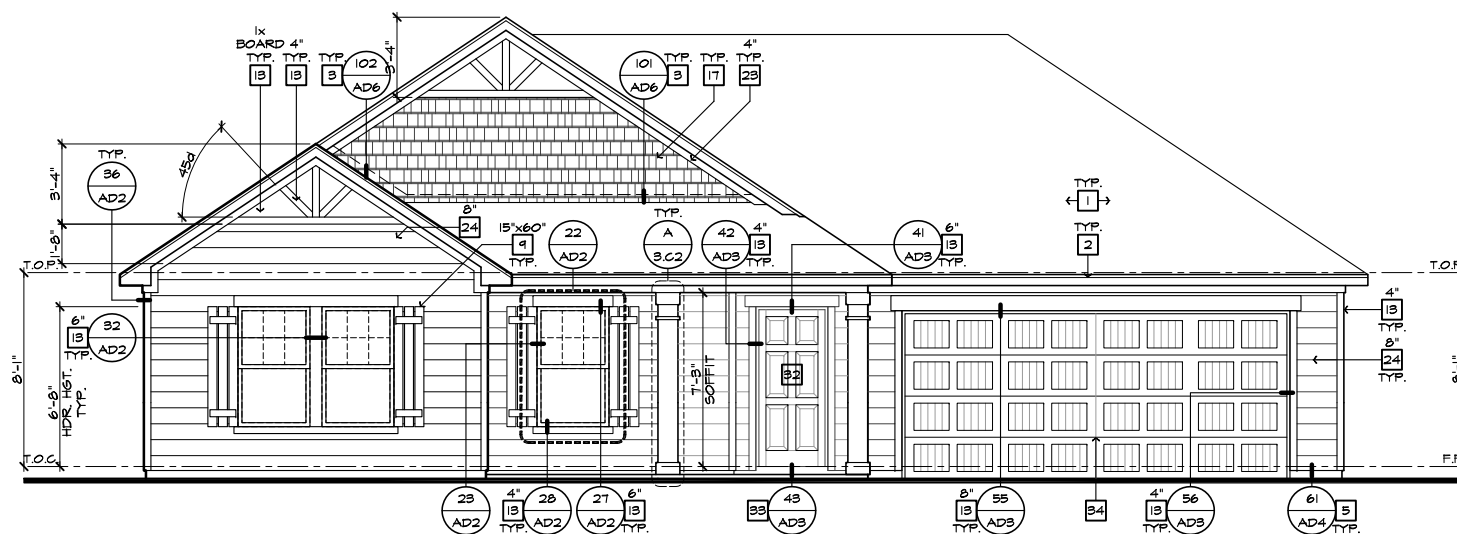 1x
BOARD 4"
TYP. TYP.
13 13
TYP.
3
102
AD6
3'-4"
101
AD6
TYP.
3
TYP.
17
4"
TYP.
23
TYP.
36
AD2
45d
3'-4"
1'-8"
8"
24
15"x60"
9
TYP.
22
AD2
TYP.
A
3.C2
42
AD3
4"
13
TYP.
41
AD3
6"
13
TYP.
TYP.
1
TYP.
2
T.O.P.
T.O.P
6"
13
TYP.
32
AD2
8'-1"
6'-8"
HDR. HGT.
TYP.
7'-3"
SOFFIT
32
4"
13
TYP.
8"
24
TYP.
T.O.C.
F.F
23
AD2
4"
13
TYP.
28
AD2
27
AD2
6"
13
TYP.
33
43
AD3
8"
13
TYP.
55
AD3
34
4"
13
TYP.
56
AD3
61
AD4
5
TYP.